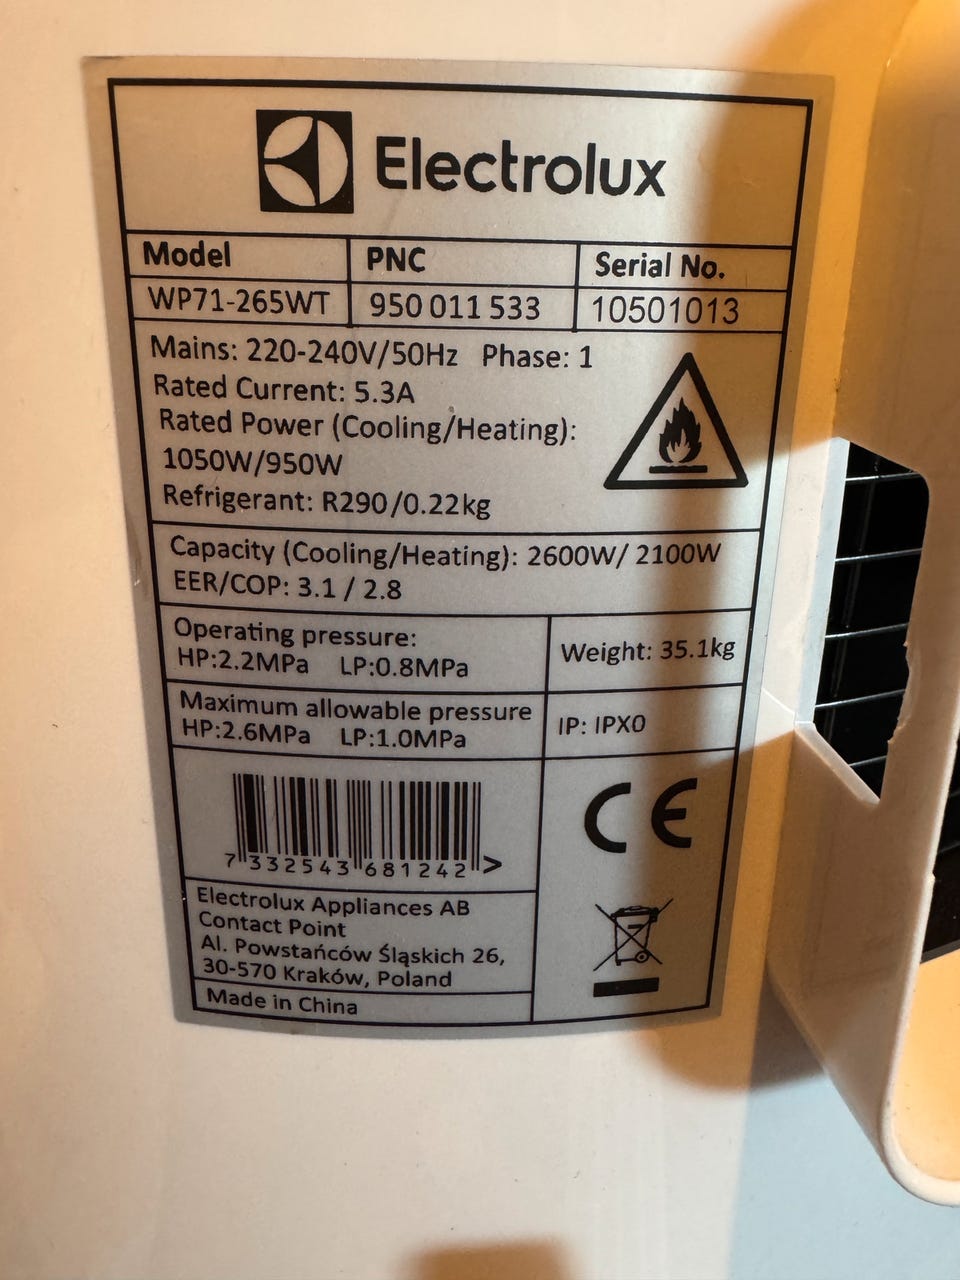 Electrolux
Model PNC Serial No.
WP71-265WT 950 011 533 10501013
Mains: 220-240V/50Hz Phase: 1
Rated Current: 5.3A
Rated Power (Cooling/Heating):
1050W/950W
Refrigerant: R290/0.22kg
Capacity (Cooling/Heating): 2600W/ 2100W
EER/COP: 3.1 / 2.8
Operating pressure:
HP:2.2MPa LP:0.8MPa
Weight: 35.1kg
Maximum allowable pressure
HP:2.6MPa LP:1.0MPa
IP: IPX0
7 332543 681242 >
CE
Electrolux Appliances AB
Contact Point
Al. Powstańców Śląskich 26,
30-570 Kraków, Poland
Made in China